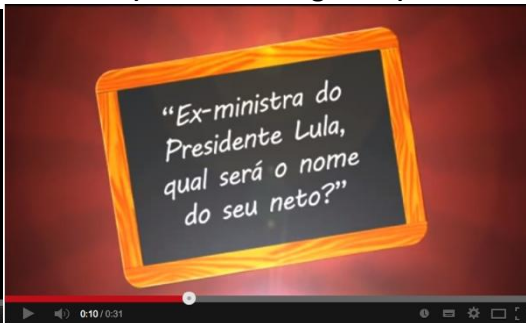 “Ex-ministra do
Presidente Lula,
qual será o nome
do seu neto?”
0:10 / 0:31